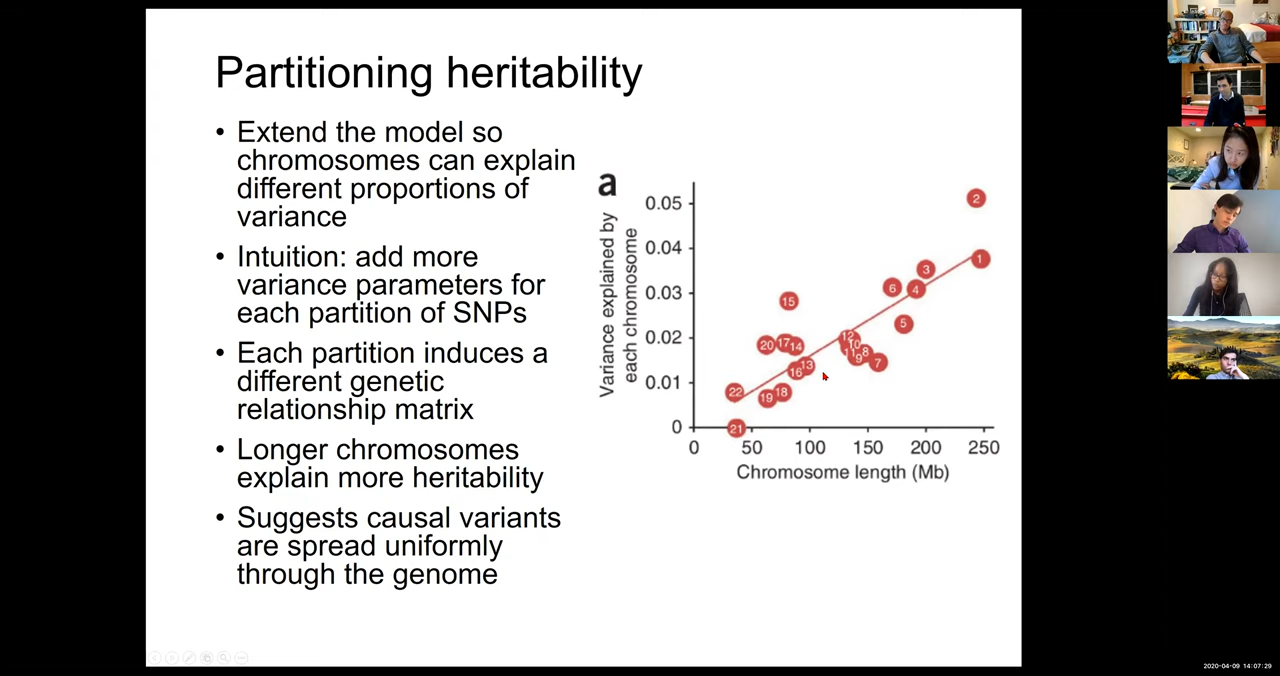 Partitioning heritability
• Extend the model so
chromosomes can explain
different proportions of
variance
• Intuition: add more
variance parameters for
each partition of SNPs
• Each partition induces a
different genetic
relationship matrix
• Longer chromosomes
explain more heritability
• Suggests causal variants
are spread uniformly
through the genome
a
Variance explained by
each chromosome
0.05
0.04
0.03
0.02
0.01
0
2
1
3
6
4
15
5
12
20
17
14
10
11
8
9
7
13
16
22
18
19
21
0 50 100 150 200 250
Chromosome length (Mb)
2020-04-09 14:07:29